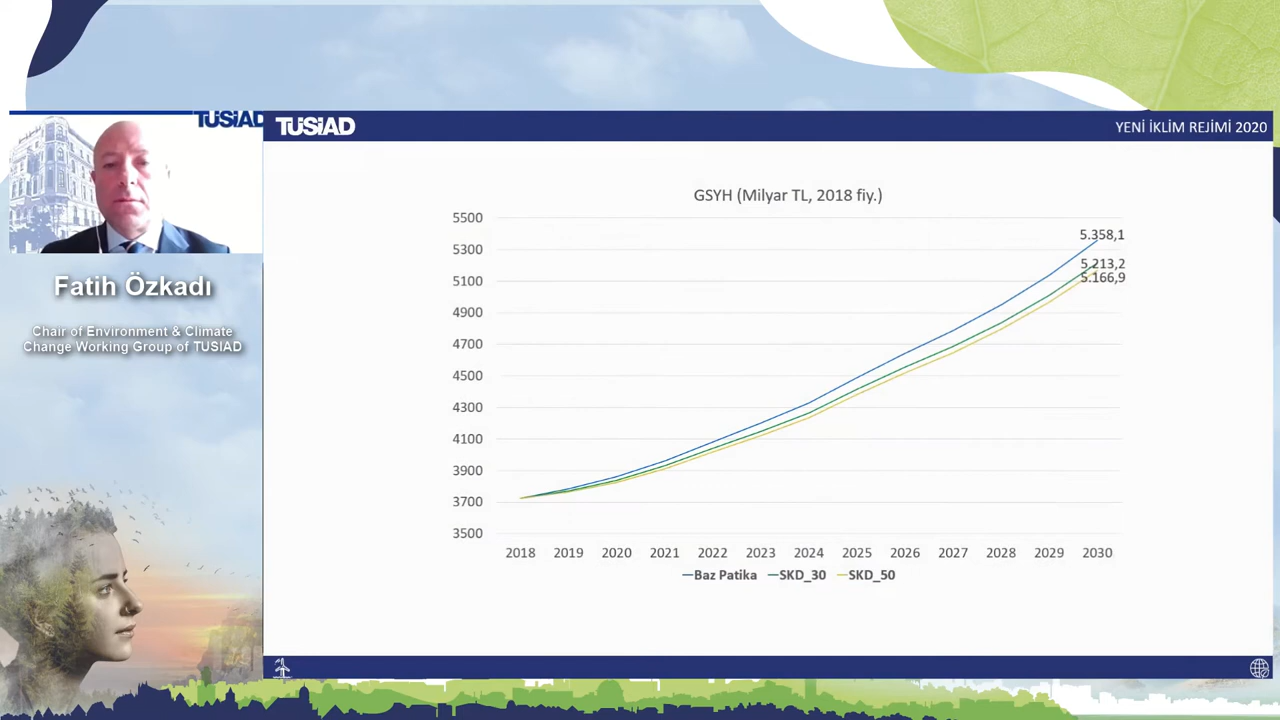 TÜSİAD
TÜSİAD
YENİ İKLİM REJİMİ 2020
Fatih Özkadı
Chair of Environment & Climate
Change Working Group of TUSIAD
GSYH (Milyar TL, 2018 fiy.)
5500
5300
5100
4900
4700
4500
4300
4100
3900
3700
3500
5.358,1
5.213,2
5.166,9
2018 2019 2020 2021 2022 2023 2024 2025 2026 2027 2028 2029 2030
Baz Patika SKD_30 SKD_50